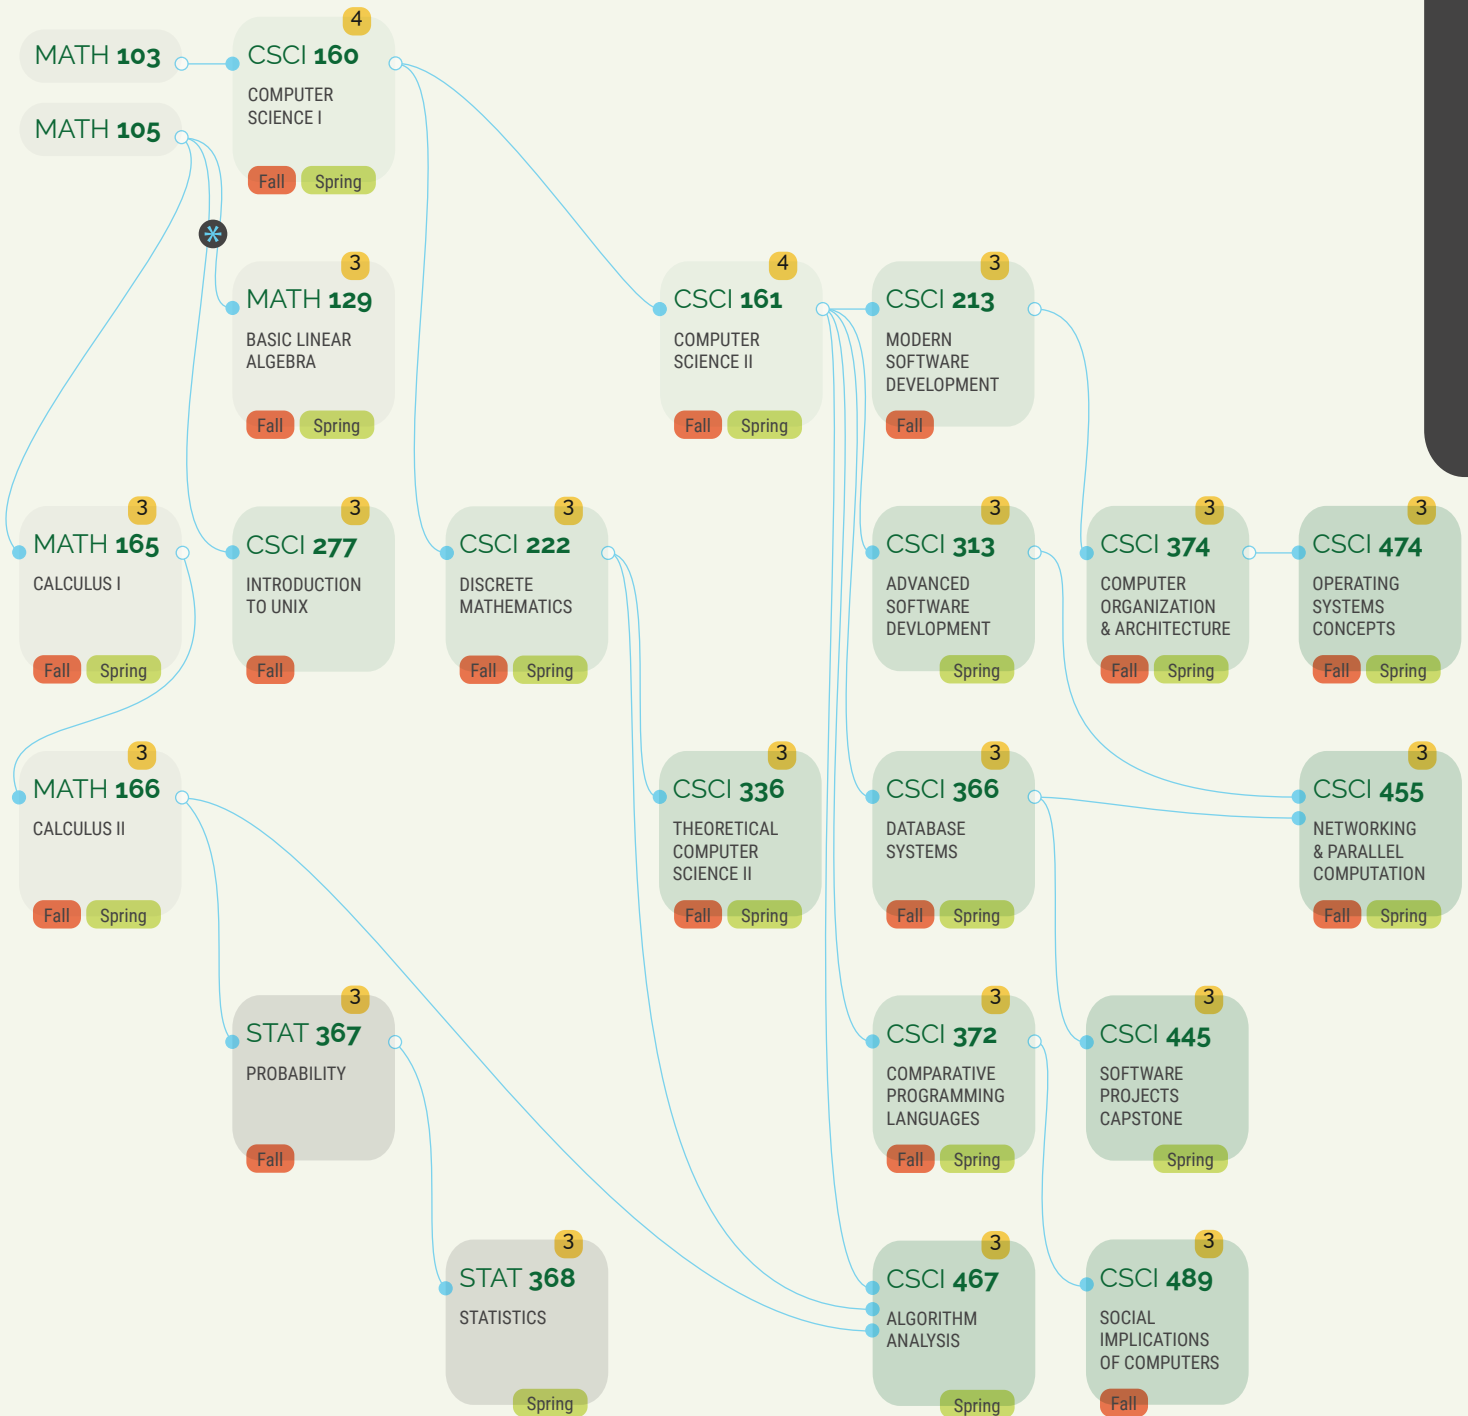 MATH 103
MATH 105
4
CSCI 160
COMPUTER
SCIENCE I
Fall Spring
*
3
MATH 129
BASIC LINEAR
ALGEBRA
Fall Spring
4
CSCI 161
COMPUTER
SCIENCE II
Fall Spring
3
CSCI 213
MODERN
SOFTWARE
DEVELOPMENT
Fall
3
MATH 165
CALCULUS I
Fall Spring
3
CSCI 277
INTRODUCTION
TO UNIX
Fall
3
CSCI 222
DISCRETE
MATHEMATICS
Fall Spring
3
CSCI 313
ADVANCED
SOFTWARE
DEVLOPMENT
Spring
3
CSCI 374
COMPUTER
ORGANIZATION
& ARCHITECTURE
Fall Spring
3
CSCI 474
OPERATING
SYSTEMS
CONCEPTS
Fall Spring
3
MATH 166
CALCULUS II
Fall Spring
3
CSCI 336
THEORETICAL
COMPUTER
SCIENCE II
Fall Spring
3
CSCI 366
DATABASE
SYSTEMS
Fall Spring
3
CSCI 455
NETWORKING
& PARALLEL
COMPUTATION
Fall Spring
3
STAT 367
PROBABILITY
Fall
3
CSCI 372
COMPARATIVE
PROGRAMMING
LANGUAGES
Fall Spring
3
CSCI 445
SOFTWARE
PROJECTS
CAPSTONE
Spring
3
STAT 368
STATISTICS
Spring
3
CSCI 467
ALGORITHM
ANALYSIS
Spring
3
CSCI 489
SOCIAL
IMPLICATIONS
OF COMPUTERS
Fall